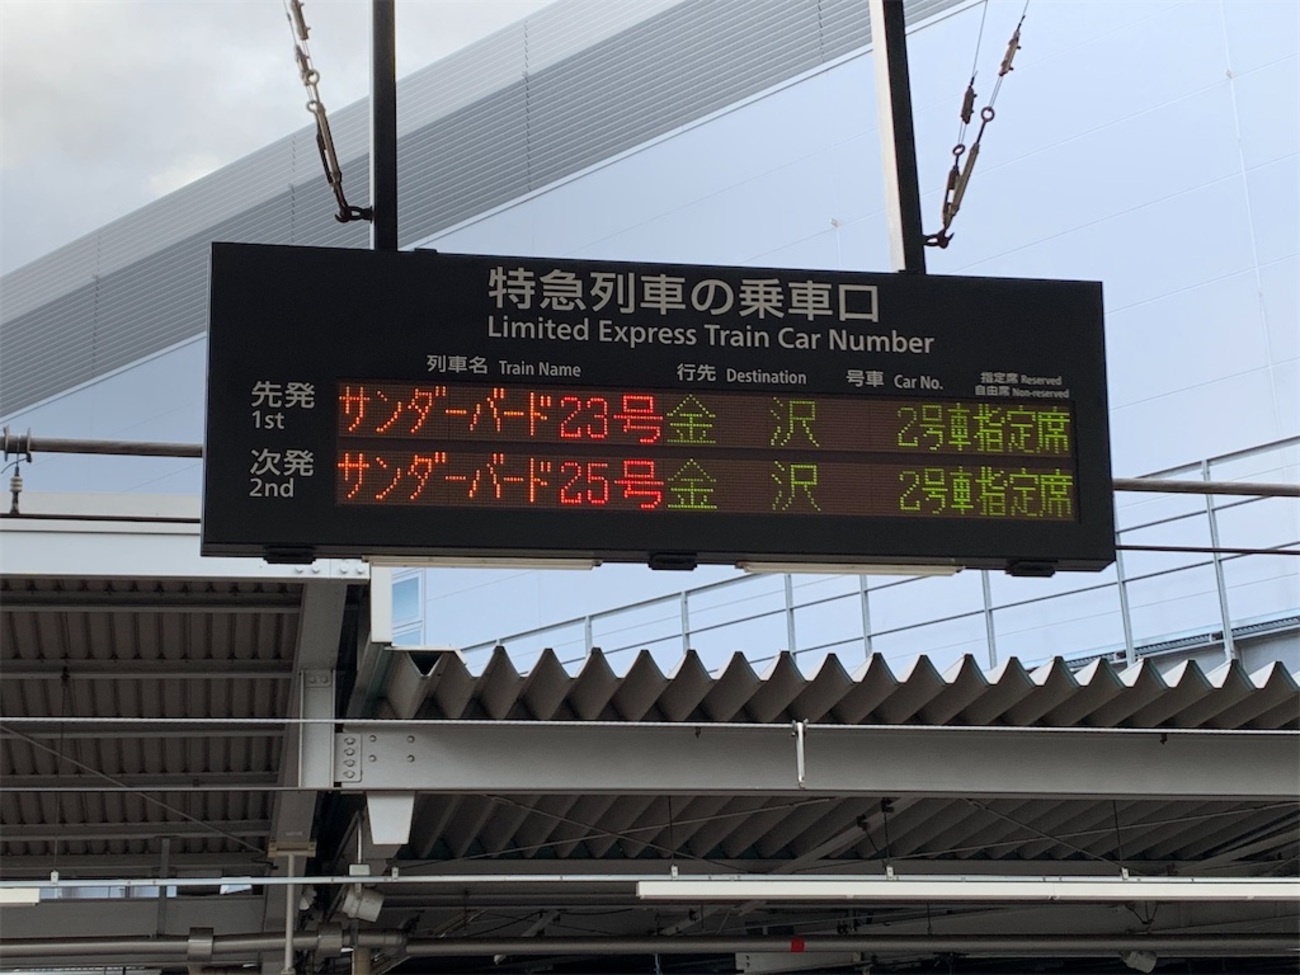 特急列車の乗車口
Limited Express Train Car Number
列車名 Train Name 行先 Destination 号車 Car No. 指定席 Reserved
自由席 Non-reserved
先発 サンダーバード23号 金 沢 2号車指定席
1st
次発 サンダーバード25号 金 沢 2号車指定席
2nd